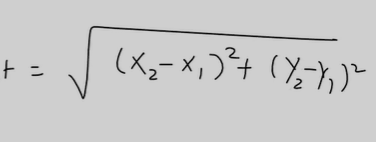 t = √(x₂-x₁)²+ (y₂-y₁)²